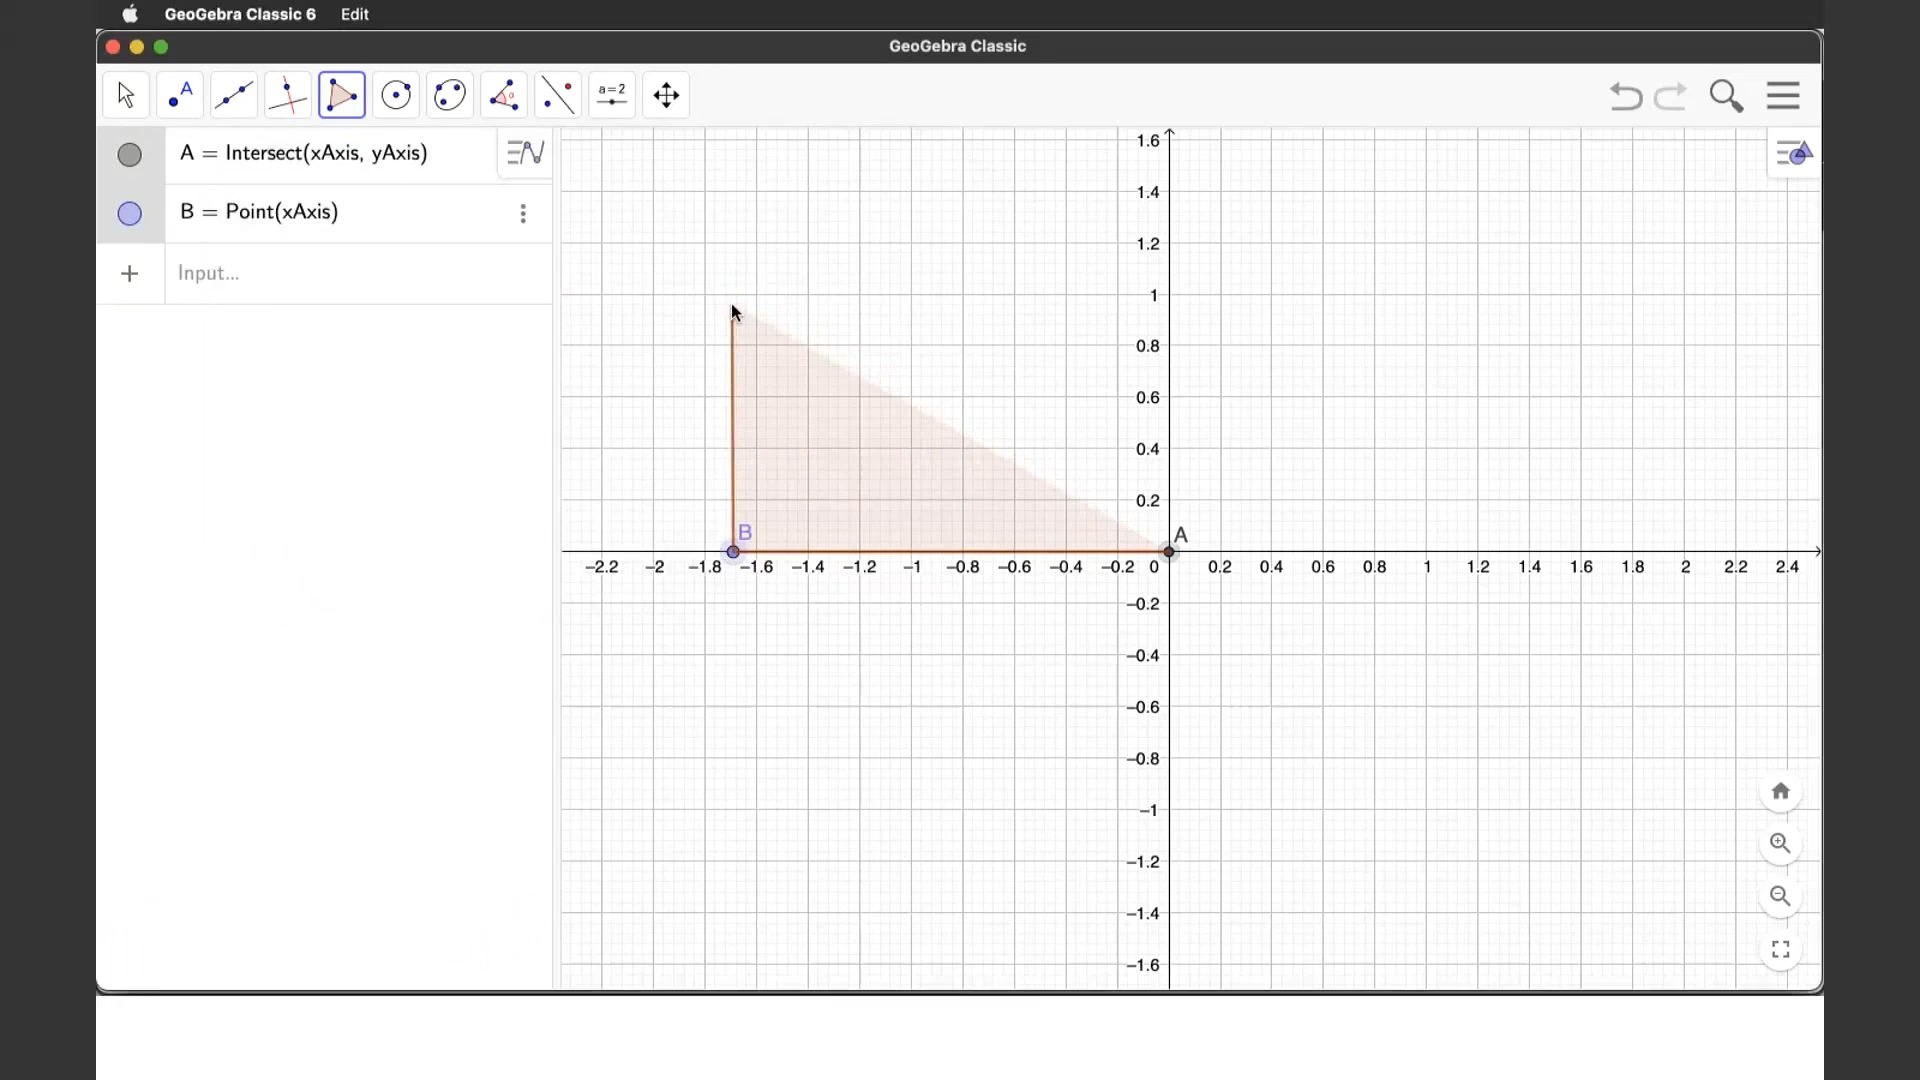 GeoGebra Classic 6 Edit
GeoGebra Classic
A
α
a=2
A = Intersect(xAxis, yAxis)
B = Point(xAxis)
+ Input...
1.6
1.4
1.2
1
0.8
0.6
0.4
0.2
B
A
−2.2 −2 −1.8 −1.6 −1.4 −1.2 −1 −0.8 −0.6 −0.4 −0.2 0 0.2 0.4 0.6 0.8 1 1.2 1.4 1.6 1.8 2 2.2 2.4
−0.2
−0.4
−0.6
−0.8
−1
−1.2
−1.4
−1.6